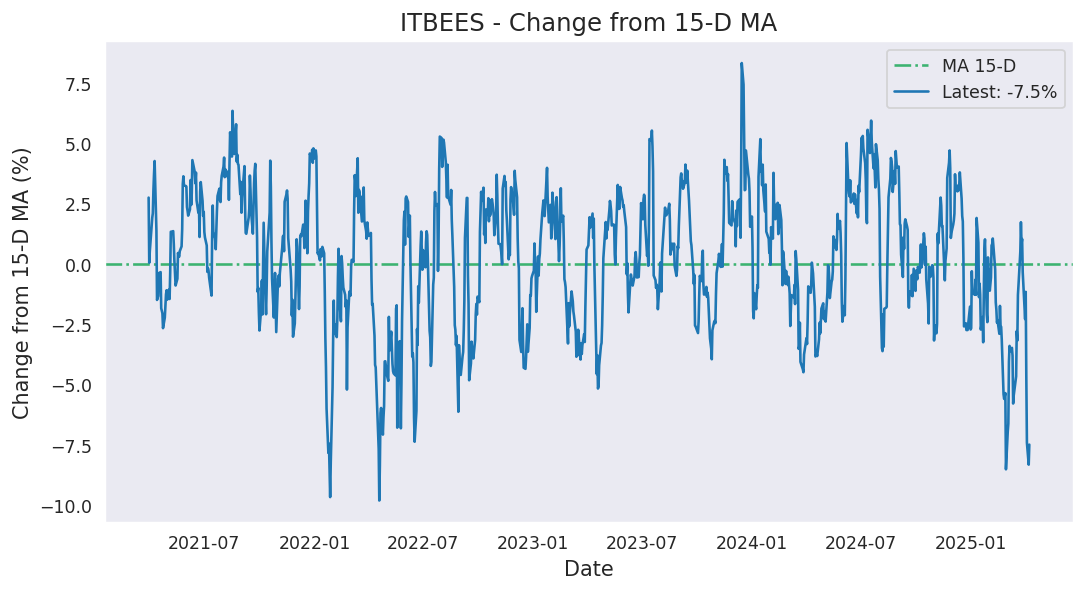 ITBEES - Change from 15-D MA
MA 15-D
Latest: -7.5%
Change from 15-D MA (%)
7.5
5.0
2.5
0.0
−2.5
−5.0
−7.5
−10.0
2021-07 2022-01 2022-07 2023-01 2023-07 2024-01 2024-07 2025-01
Date